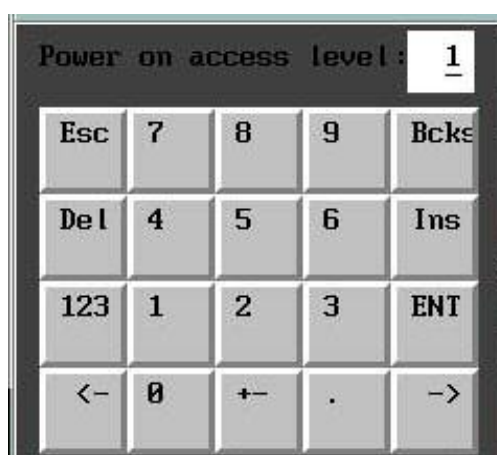 Power on access level: 1
Esc 7 8 9 Bcks
Del 4 5 6 Ins
123 1 2 3 ENT
<- 0 +- . ->